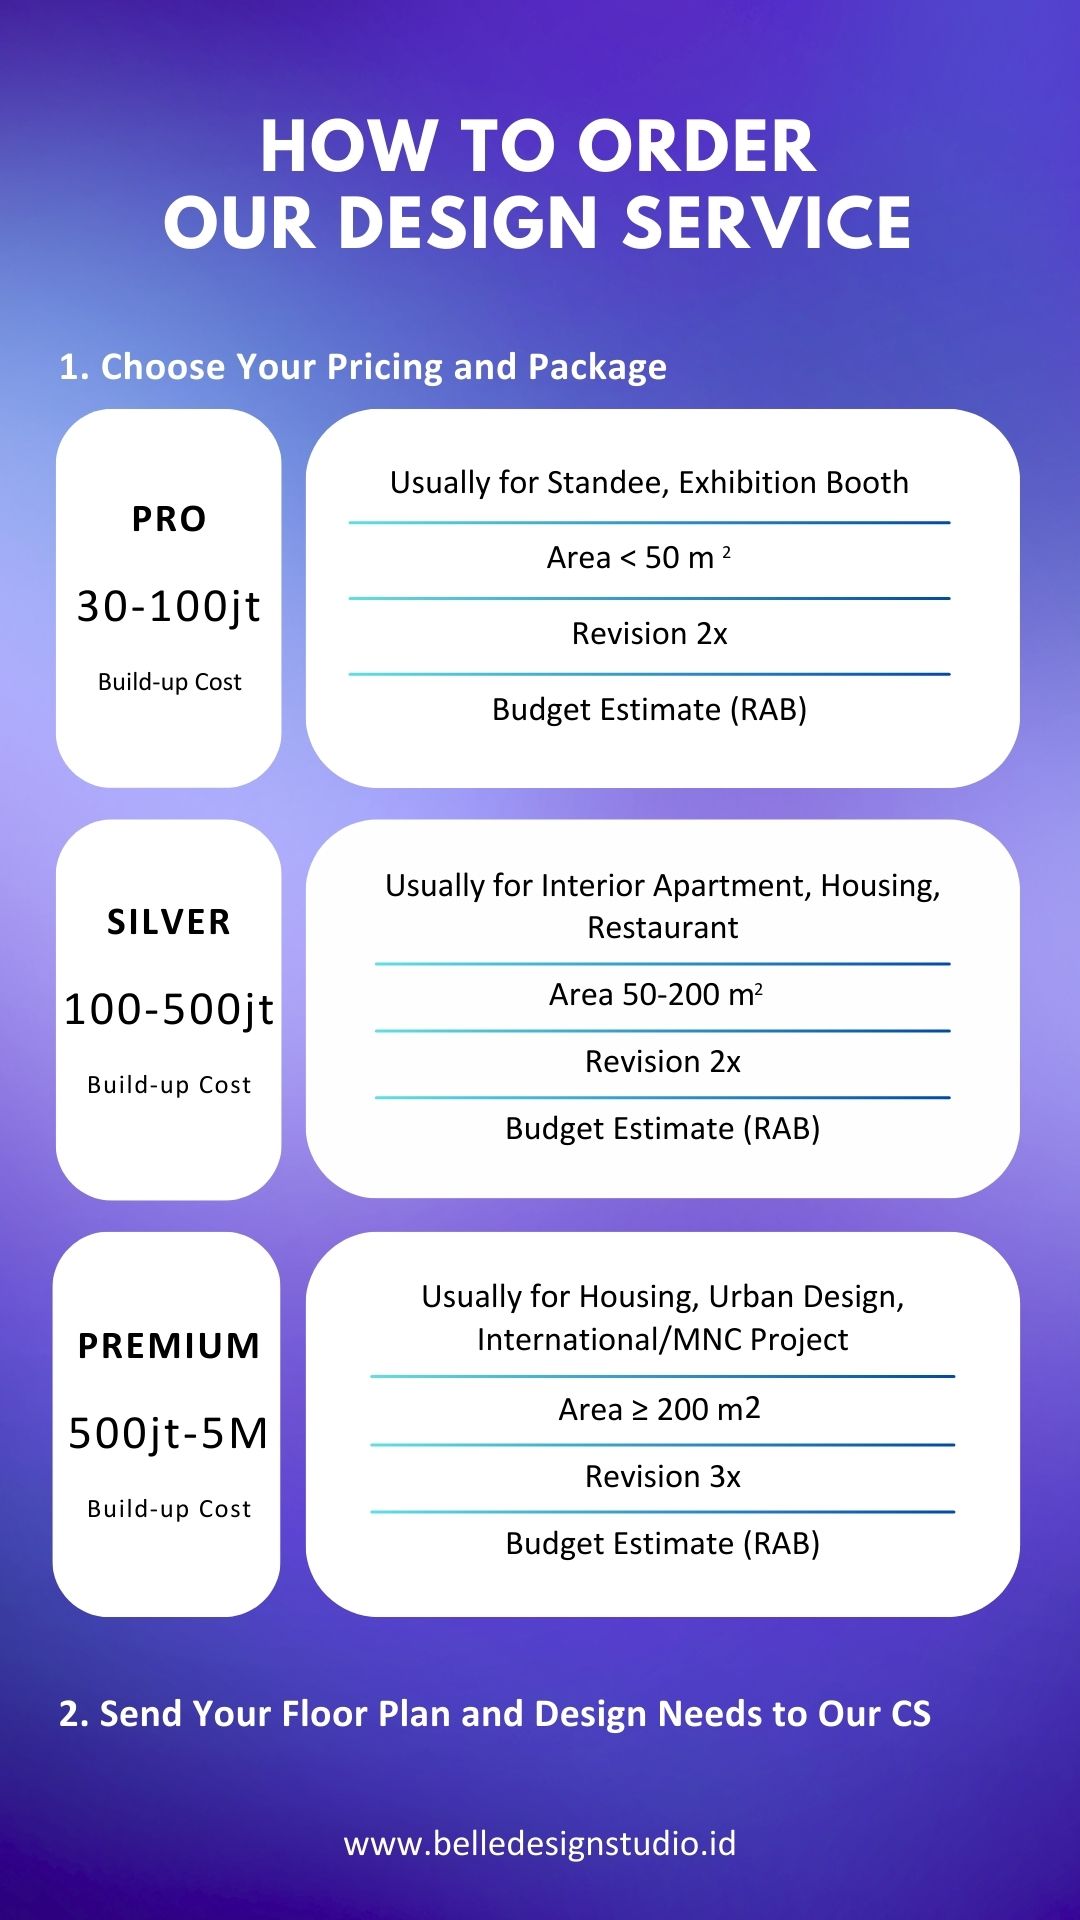 HOW TO ORDER
OUR DESIGN SERVICE
1. Choose Your Pricing and Package
PRO
30-100jt
Build-up Cost
Usually for Standee, Exhibition Booth
Area < 50 m ²
Revision 2x
Budget Estimate (RAB)
SILVER
100-500jt
Build-up Cost
Usually for Interior Apartment, Housing,
Restaurant
Area 50-200 m²
Revision 2x
Budget Estimate (RAB)
PREMIUM
500jt-5M
Build-up Cost
Usually for Housing, Urban Design,
International/MNC Project
Area ≥ 200 m2
Revision 3x
Budget Estimate (RAB)
2. Send Your Floor Plan and Design Needs to Our CS
www.belledesignstudio.id